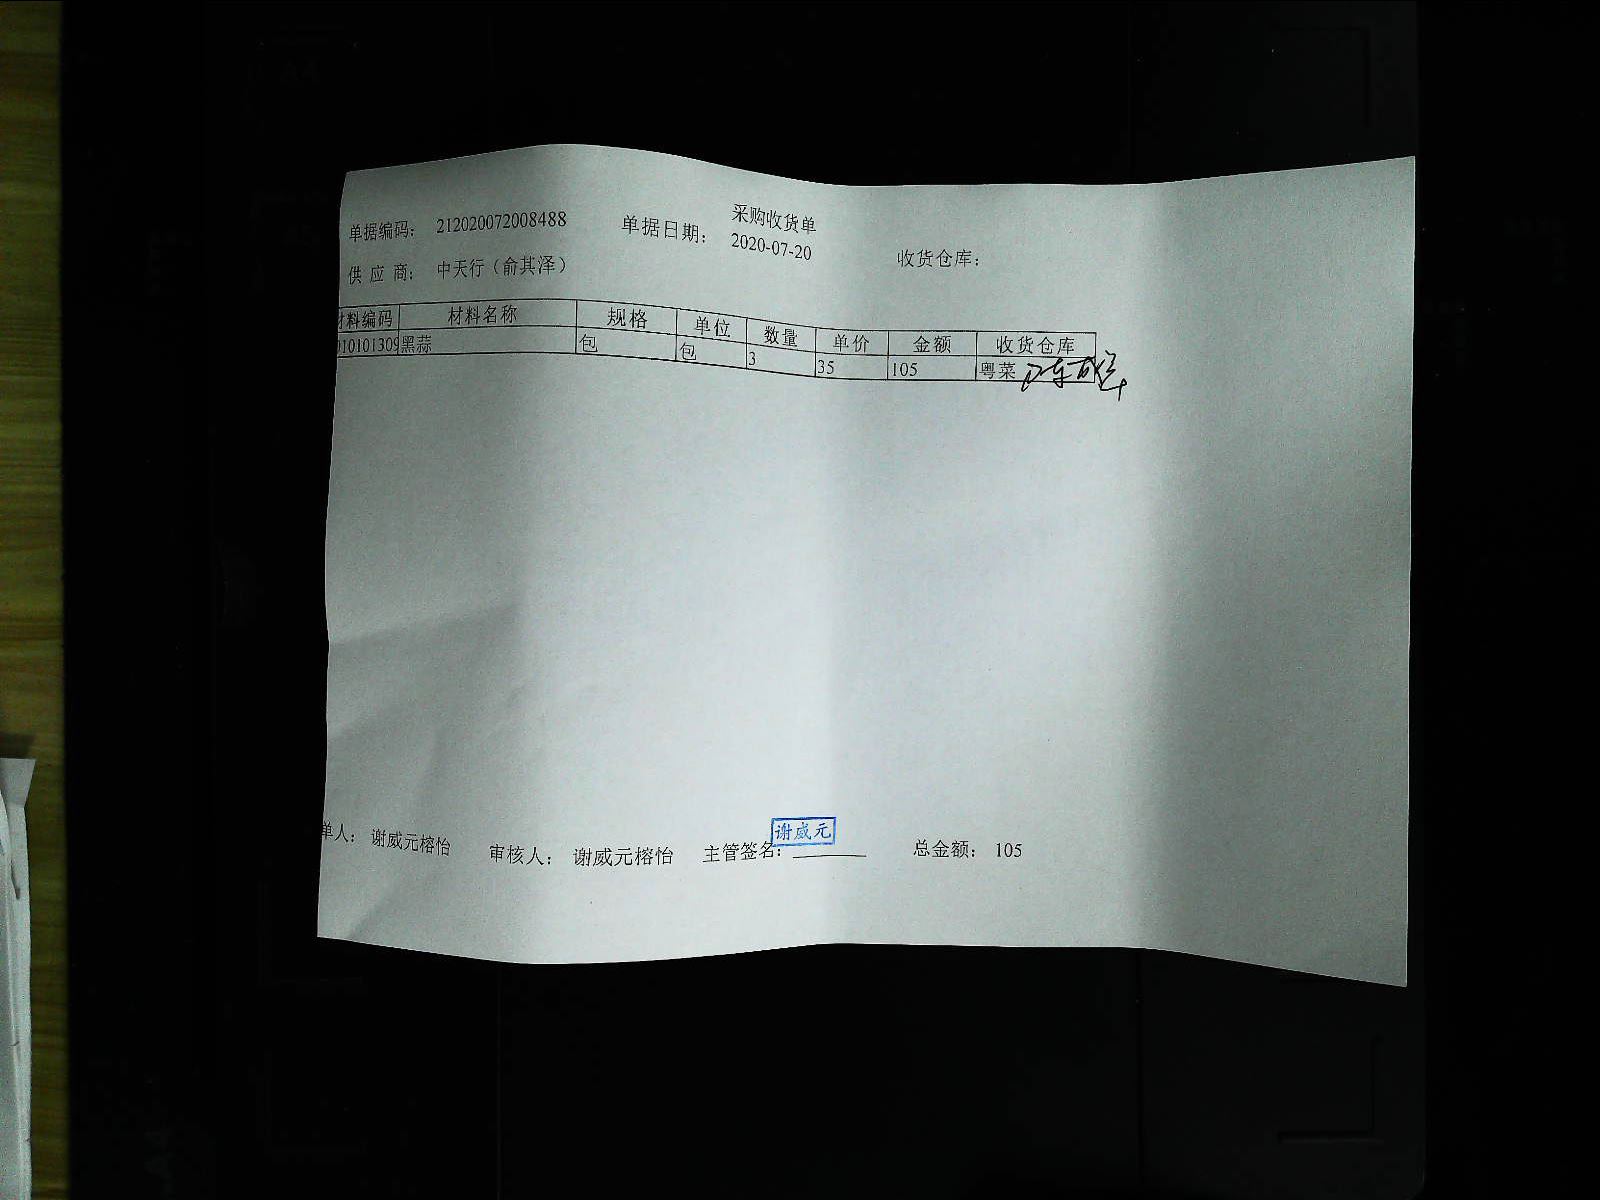 采购收货单
单据编码： 212020072008488 单据日期： 2020-07-20 收货仓库：
供 应 商： 中天行（俞其泽）
材料编码 材料名称 规格 单位 数量 单价 金额 收货仓库
010101309 黑蒜 包 包 3 35 105 粤菜
谢威元
单人： 谢威元榕怡 审核人： 谢威元榕怡 主管签名： 总金额： 105